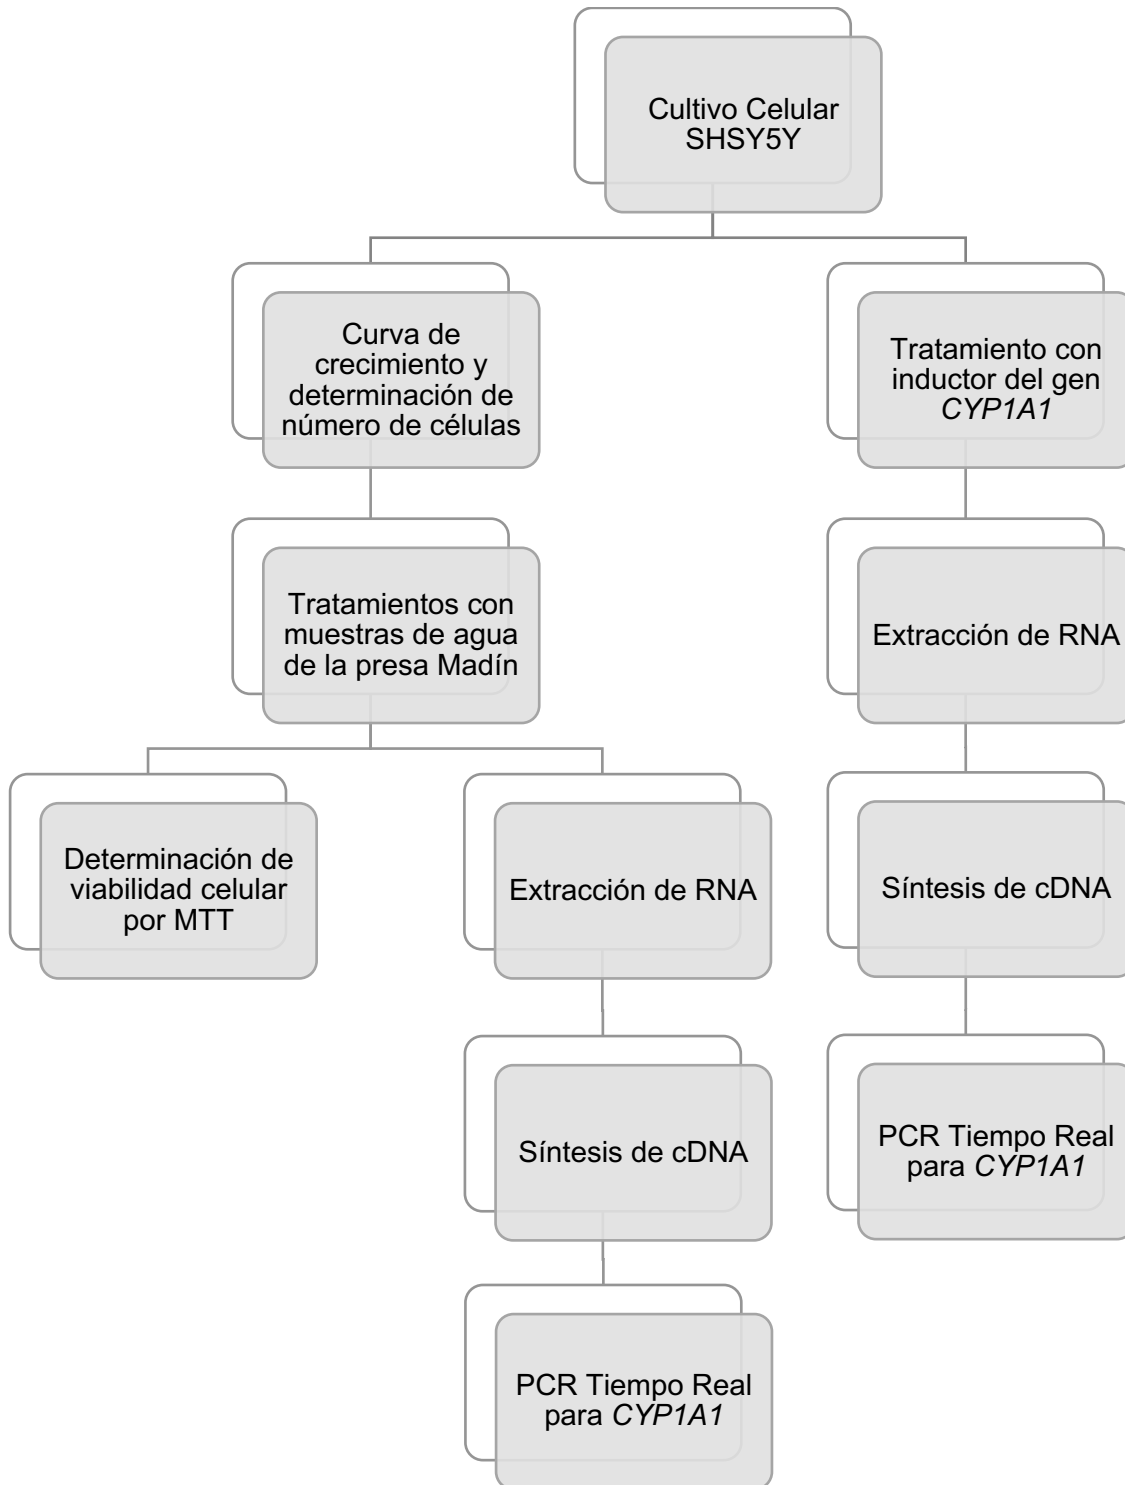 Cultivo Celular
SHSY5Y
Curva de
crecimiento y
determinación de
número de células
Tratamiento con
inductor del gen
CYP1A1
Tratamientos con
muestras de agua
de la presa Madín
Extracción de RNA
Determinación de
viabilidad celular
por MTT
Extracción de RNA
Síntesis de cDNA
Síntesis de cDNA
PCR Tiempo Real
para CYP1A1
PCR Tiempo Real
para CYP1A1